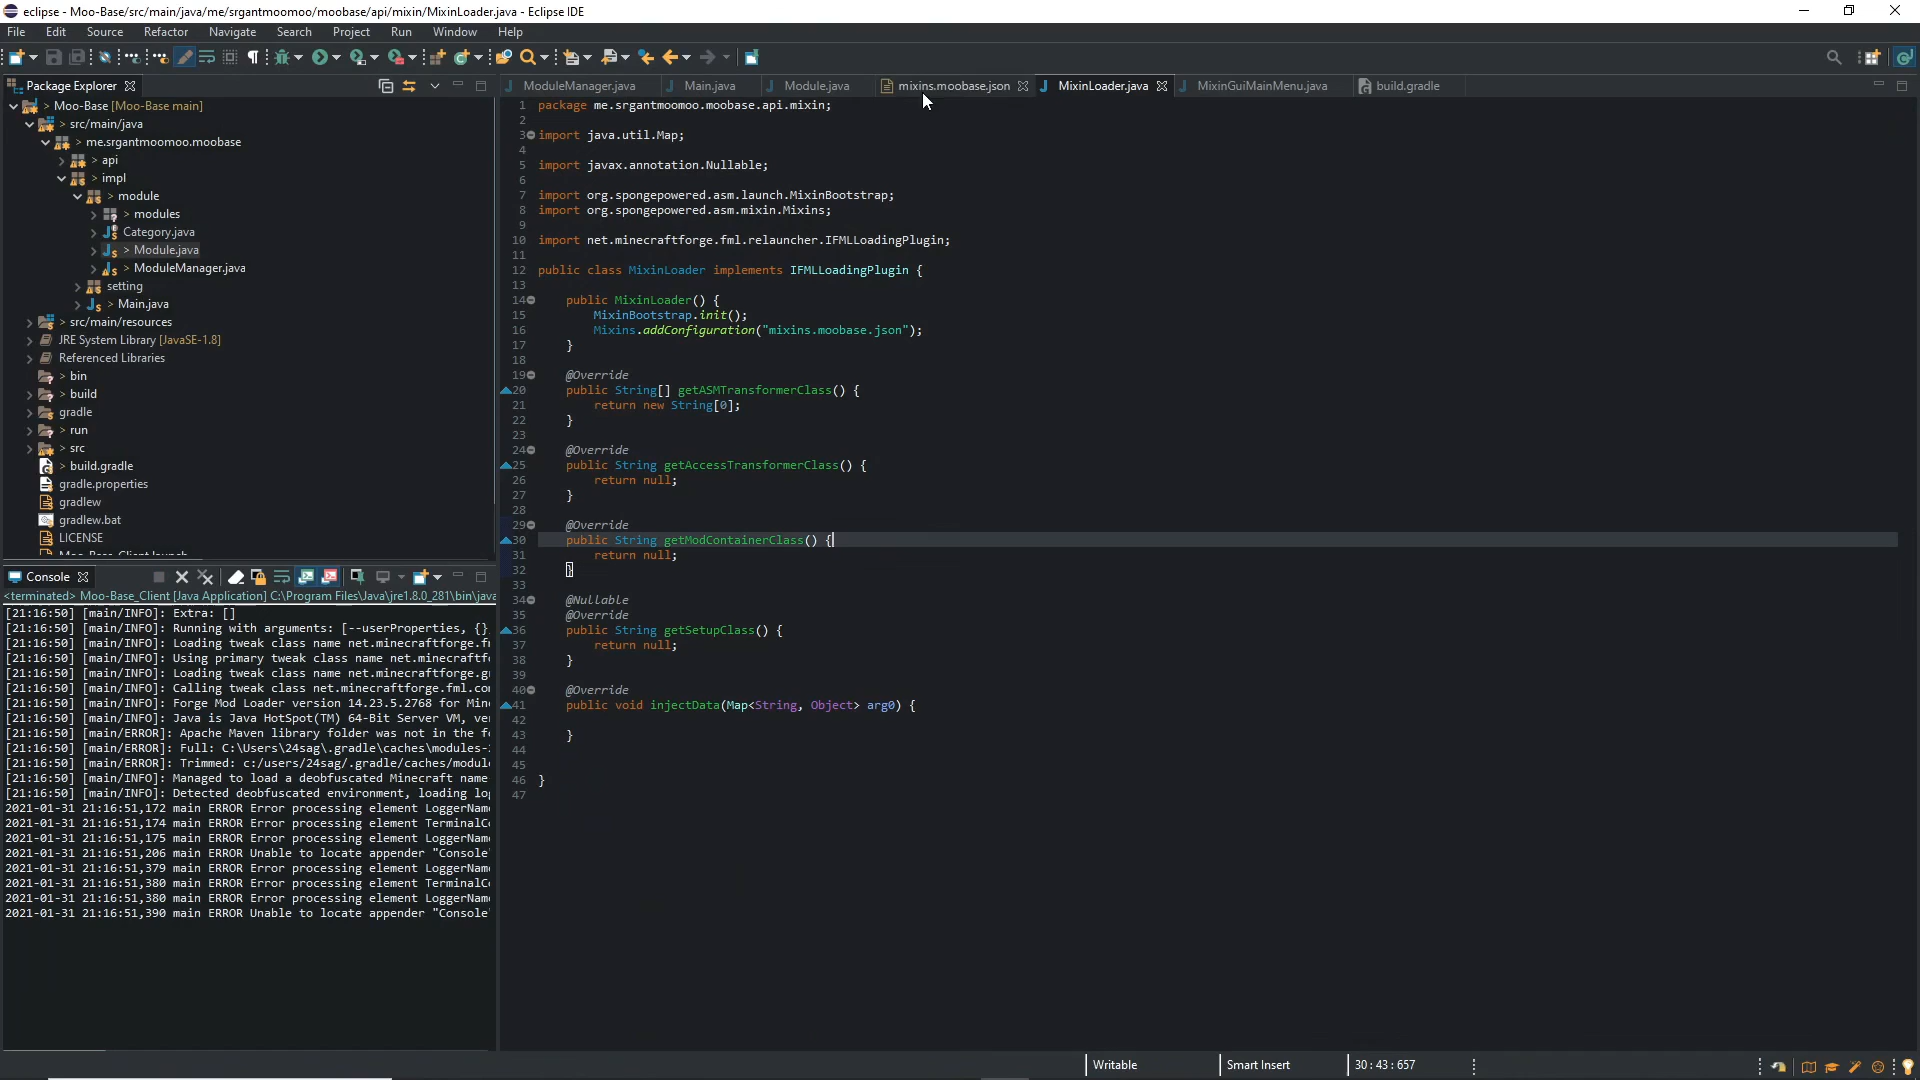 eclipse - Moo-Base/src/main/java/me/srgantmoomoo/moobase/api/mixin/MixinLoader.java - Eclipse IDE
File Edit Source Refactor Navigate Search Project Run Window Help
Package Explorer
ModuleManager.java Main.java Module.java mixins.moobase.json MixinLoader.java MixinGuiMainMenu.java build.gradle
> Moo-Base [Moo-Base main]
> src/main/java
> me.srgantmoomoo.moobase
> api
> impl
> module
> modules
Category.java
> Module.java
> ModuleManager.java
setting
> Main.java
> src/main/resources
JRE System Library [JavaSE-1.8]
Referenced Libraries
> bin
> build
gradle
> run
> src
> build.gradle
gradle.properties
gradlew
gradlew.bat
LICENSE
1 package me.srgantmoomoo.moobase.api.mixin;
2
3 import java.util.Map;
4
5 import javax.annotation.Nullable;
6
7 import org.spongepowered.asm.launch.MixinBootstrap;
8 import org.spongepowered.asm.mixin.Mixins;
9
10 import net.minecraftforge.fml.relauncher.IFMLLoadingPlugin;
11
12 public class MixinLoader implements IFMLLoadingPlugin {
13
14 public MixinLoader() {
15 MixinBootstrap.init();
16 Mixins.addConfiguration("mixins.moobase.json");
17 }
18
19 @Override
20 public String[] getASMTransformerClass() {
21 return new String[0];
22 }
23
24 @Override
25 public String getAccessTransformerClass() {
26 return null;
27 }
28
29 @Override
30 public String getModContainerClass() {
31 return null;
32 }
33
34 @Nullable
35 @Override
36 public String getSetupClass() {
37 return null;
38 }
39
40 @Override
41 public void injectData(Map<String, Object> arg0) {
42
43 }
44
45
46 }
47
Console
<terminated> Moo-Base_Client [Java Application] C:\Program Files\Java\jre1.8.0_281\bin\java
[21:16:50] [main/INFO]: Extra: []
[21:16:50] [main/INFO]: Running with arguments: [--userProperties, {}
[21:16:50] [main/INFO]: Loading tweak class name net.minecraftforge.f
[21:16:50] [main/INFO]: Using primary tweak class name net.minecraftf
[21:16:50] [main/INFO]: Loading tweak class name net.minecraftforge.g
[21:16:50] [main/INFO]: Calling tweak class net.minecraftforge.fml.co
[21:16:50] [main/INFO]: Forge Mod Loader version 14.23.5.2768 for Min
[21:16:50] [main/INFO]: Java is Java HotSpot(TM) 64-Bit Server VM, ve
[21:16:50] [main/ERROR]: Apache Maven library folder was not in the f
[21:16:50] [main/ERROR]: Full: C:\Users\24sag\.gradle\caches\modules-
[21:16:50] [main/ERROR]: Trimmed: c:/users/24sag/.gradle/caches/modul
[21:16:50] [main/INFO]: Managed to load a deobfuscated Minecraft name
[21:16:50] [main/INFO]: Detected deobfuscated environment, loading lo
2021-01-31 21:16:51,172 main ERROR Error processing element LoggerNam
2021-01-31 21:16:51,174 main ERROR Error processing element TerminalC
2021-01-31 21:16:51,175 main ERROR Error processing element LoggerNam
2021-01-31 21:16:51,206 main ERROR Unable to locate appender "Console"
2021-01-31 21:16:51,379 main ERROR Error processing element LoggerNam
2021-01-31 21:16:51,380 main ERROR Error processing element TerminalC
2021-01-31 21:16:51,380 main ERROR Error processing element LoggerNam
2021-01-31 21:16:51,390 main ERROR Unable to locate appender "Console"
Writable Smart Insert 30 : 43 : 657